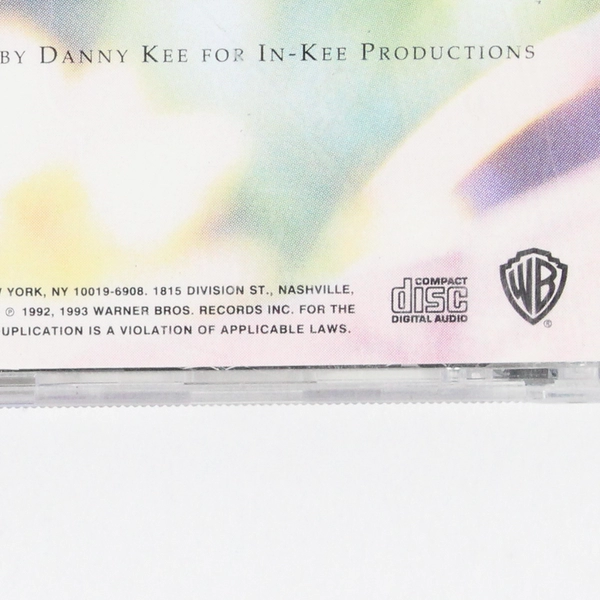 BY DANNY KEE FOR IN-KEE PRODUCTIONS
YORK, NY 10019-6908. 1815 DIVISION ST., NASHVILLE,
℗ 1992, 1993 WARNER BROS. RECORDS INC. FOR THE
UPLICATION IS A VIOLATION OF APPLICABLE LAWS.
COMPACT
disc
DIGITAL AUDIO
WB
®